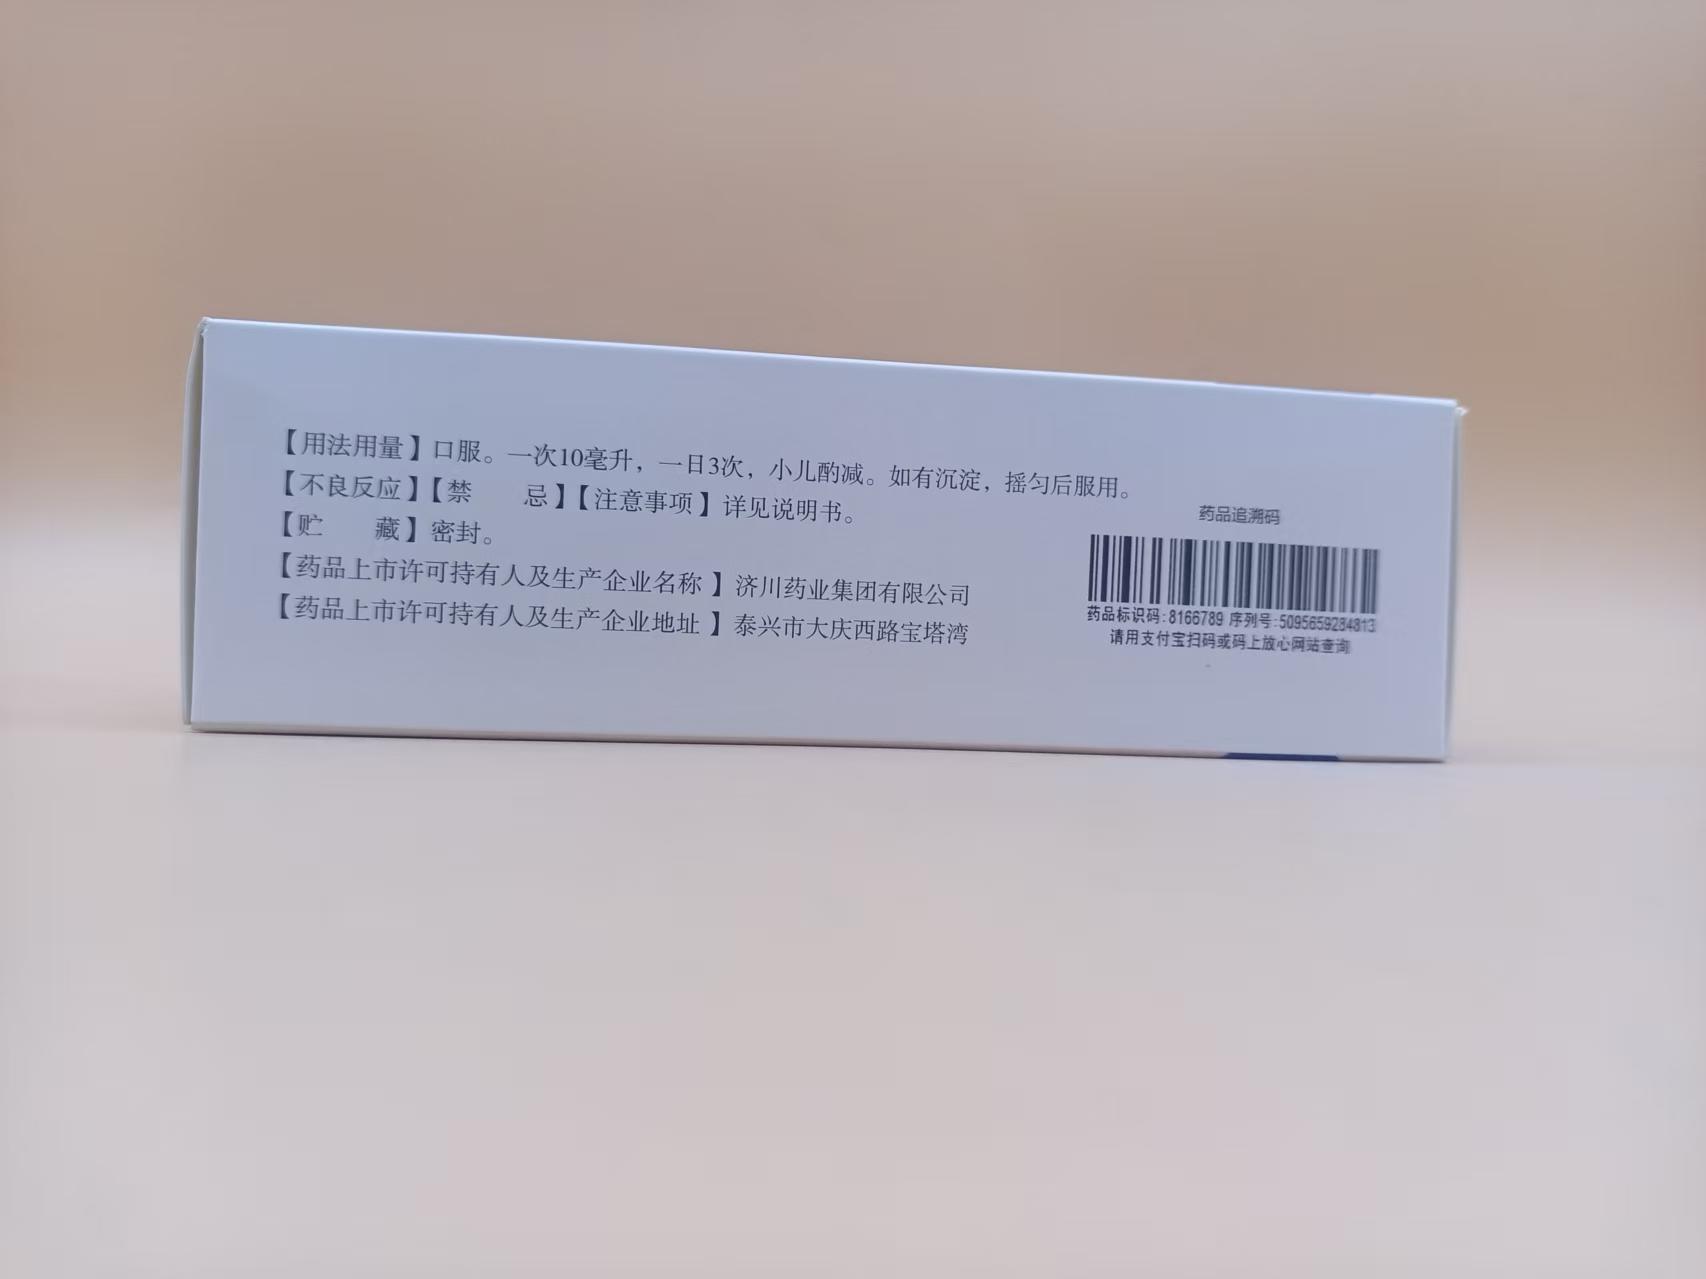 【用法用量】口服。一次10毫升，一日3次，小儿酌减。如有沉淀，摇匀后服用。
【不良反应】【禁 忌】【注意事项】详见说明书。
【贮 藏】密封。
【药品上市许可持有人及生产企业名称】济川药业集团有限公司
【药品上市许可持有人及生产企业地址】泰兴市大庆西路宝塔湾
药品追溯码
药品标识码:8166789 序列号:5095659284813
请用支付宝扫码或码上放心网站查询